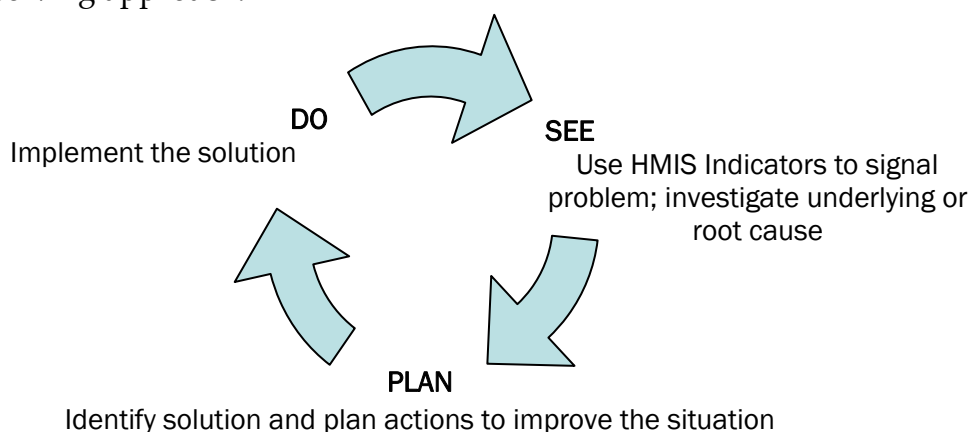 DO
Implement the solution
SEE
Use HMIS Indicators to signal
problem; investigate underlying or
root cause
PLAN
Identify solution and plan actions to improve the situation